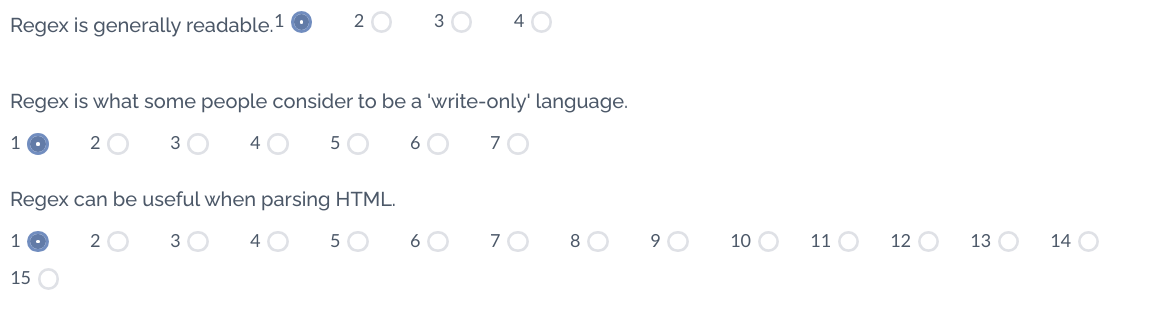 Regex is generally readable.1 2 3 4
Regex is what some people consider to be a 'write-only' language.
1 2 3 4 5 6 7
Regex can be useful when parsing HTML.
1 2 3 4 5 6 7 8 9 10 11 12 13 14
15